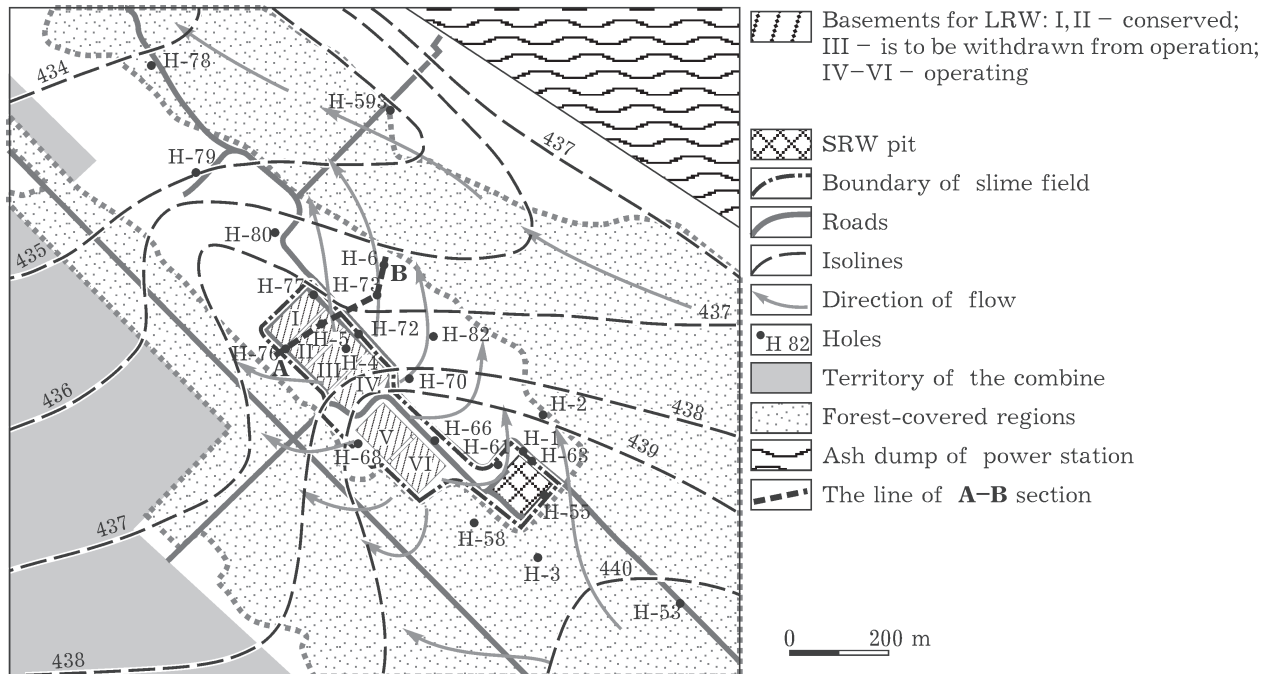 Basements for LRW: I, II – conserved;
III – is to be withdrawn from operation;
IV–VI – operating
SRW pit
Boundary of slime field
Roads
Isolines
Direction of flow
H 82
Holes
Territory of the combine
Forest-covered regions
Ash dump of power station
The line of A–B section
0 200 m
434
H-78
H-593
437
H-79
435
H-80
H-6
B
H-77
H-73
437
I
H-5
H-72
H-82
H-76
II
A
H-4
III
IV
H-70
436
H-2
438
439
V
H-66
H-1
H-61
H-63
H-68
VI
H-55
437
H-58
H-3
440
H-53
438